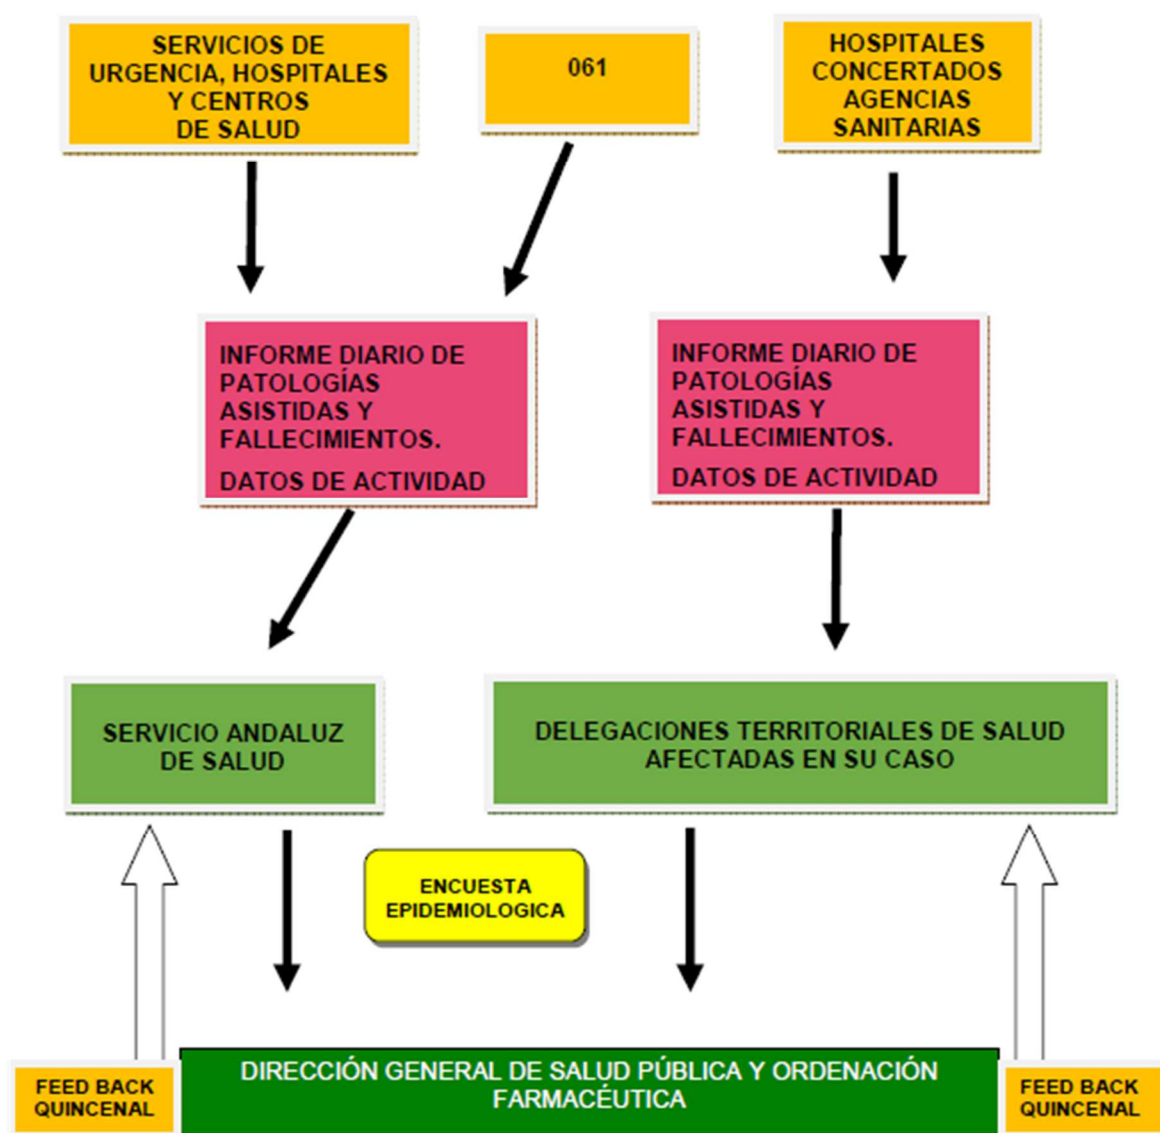 SERVICIOS DE
URGENCIA, HOSPITALES
Y CENTROS
DE SALUD
061
HOSPITALES
CONCERTADOS
AGENCIAS
SANITARIAS
INFORME DIARIO DE
PATOLOGÍAS
ASISTIDAS Y
FALLECIMIENTOS.
DATOS DE ACTIVIDAD
INFORME DIARIO DE
PATOLOGÍAS
ASISTIDAS Y
FALLECIMIENTOS.
DATOS DE ACTIVIDAD
SERVICIO ANDALUZ
DE SALUD
DELEGACIONES TERRITORIALES DE SALUD
AFECTADAS EN SU CASO
ENCUESTA
EPIDEMIOLOGICA
FEED BACK
QUINCENAL
DIRECCIÓN GENERAL DE SALUD PÚBLICA Y ORDENACIÓN
FARMACÉUTICA
FEED BACK
QUINCENAL